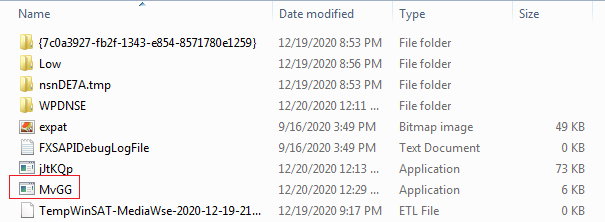 Name Date modified Type Size
{7c0a3927-fb2f-1343-e854-8571780e1259} 12/19/2020 8:53 PM File folder
Low 12/19/2020 8:56 PM File folder
nsnDE7A.tmp 12/19/2020 8:53 PM File folder
WPDNSE 12/20/2020 12:11 ... File folder
expat 9/16/2020 3:49 PM Bitmap image 49 KB
FXSAPIDebugLogFile 9/16/2020 3:49 PM Text Document 0 KB
jJtKQp 12/20/2020 12:13 ... Application 73 KB
MvGG 12/20/2020 12:29 ... Application 6 KB
TempWinSAT-MediaWse-2020-12-19-21... 12/19/2020 9:17 PM ETL File 0 KB